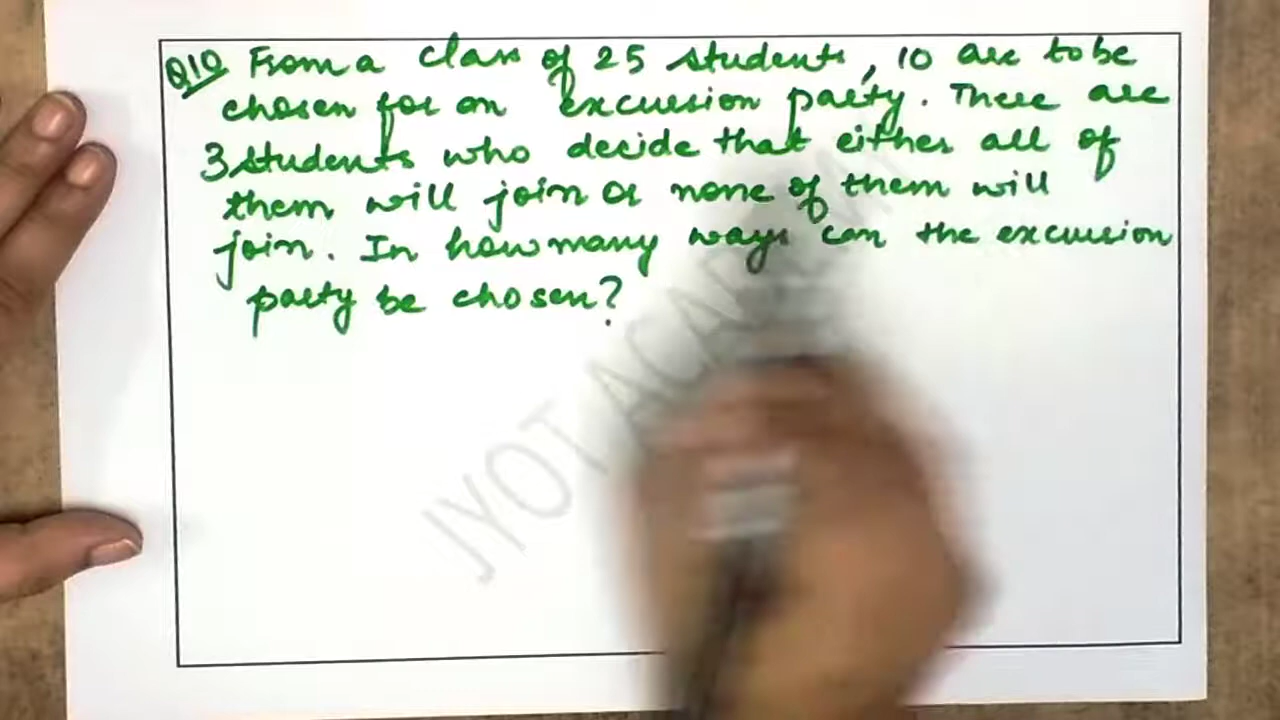 Q10 From a class of 25 students, 10 are to be
chosen for an excursion party. There are
3 students who decide that either all of
them will join or none of them will
join. In how many ways can the excursion
party be chosen?
JYOT ACADEMY